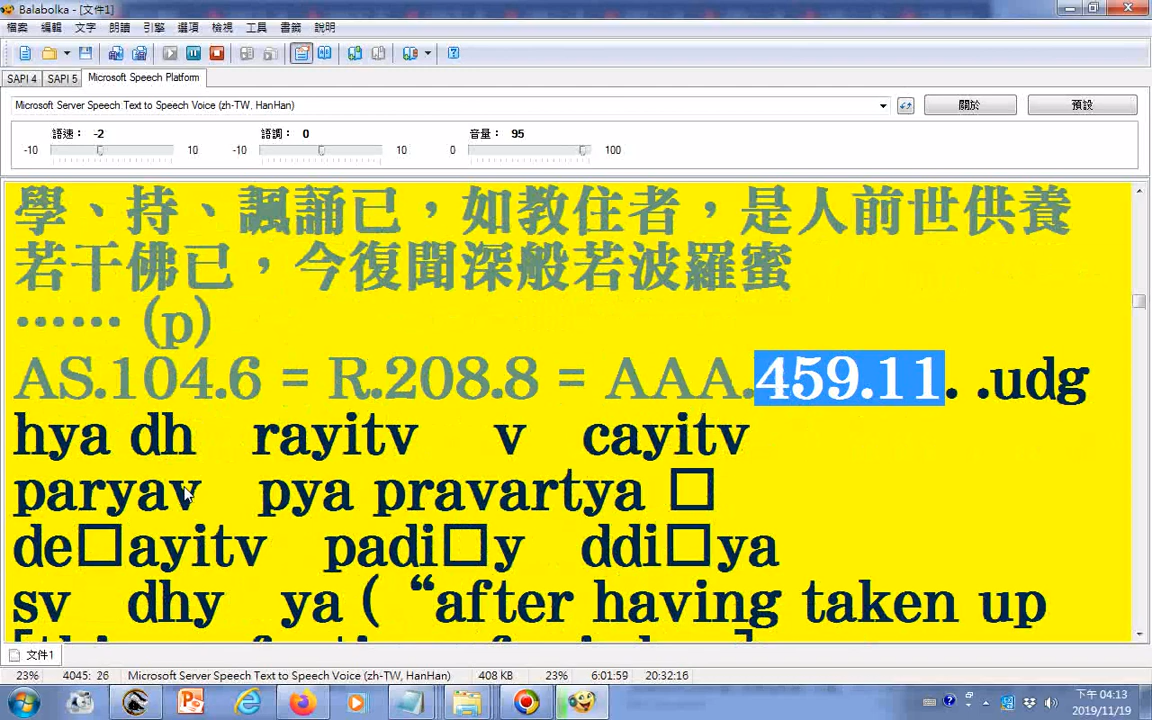 Balabolka - [文件1]
檔案 編輯 文字 朗讀 引擎 選項 檢視 工具 書籤 說明
SAPI 4 SAPI 5 Microsoft Speech Platform
Microsoft Server Speech Text to Speech Voice (zh-TW, HanHan) 關於 預設
語速： -2 語調： 0 音量： 95
-10 10 -10 10 0 100
學、持、諷誦已，如教住者，是人前世供養
若干佛已，今復聞深般若波羅蜜
…… (p)
AS.104.6 = R.208.8 = AAA.459.11. .udg
hya dh rayitv v cayitv
paryav pya pravartya □
de□ayitv padi□y ddi□ya
sv dhy ya ( “after having taken up
文件1
23% 4045: 26 Microsoft Server Speech Text to Speech Voice (zh-TW, HanHan) 408 KB 23% 6:01:59 20:32:16
下午 04:13
2019/11/19